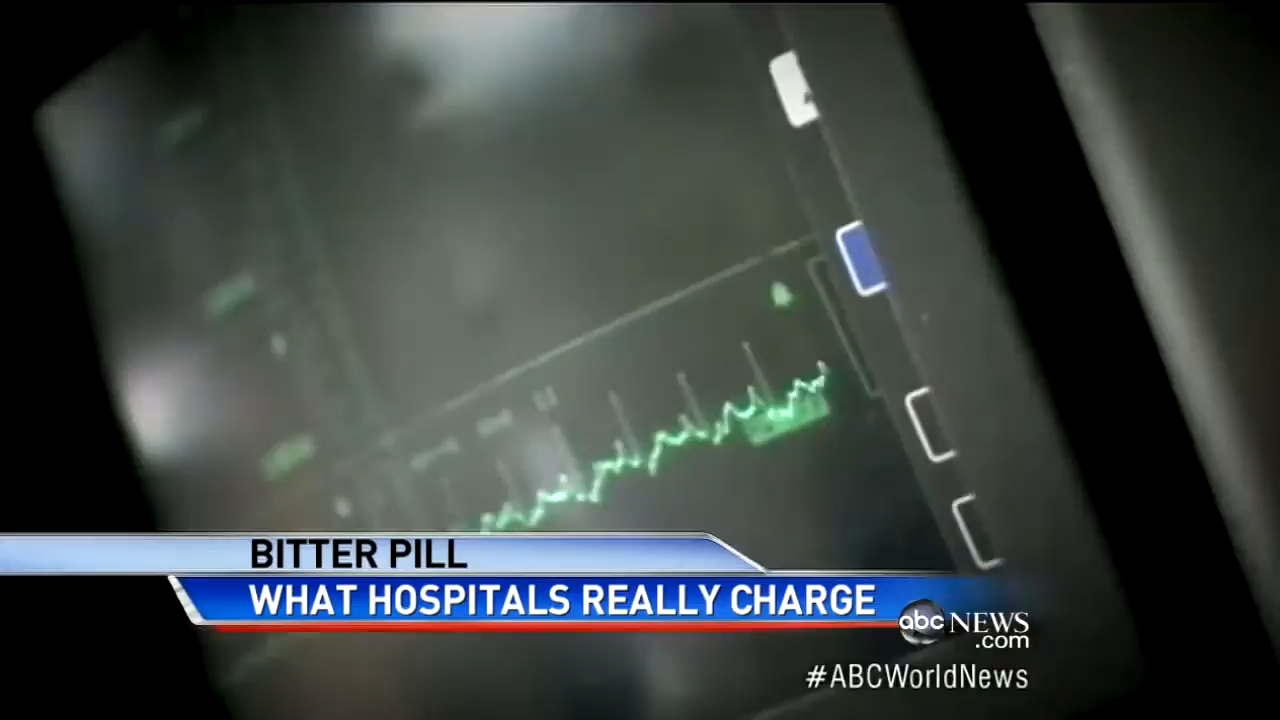 BITTER PILL
WHAT HOSPITALS REALLY CHARGE
abc NEWS
.com
#ABCWorldNews